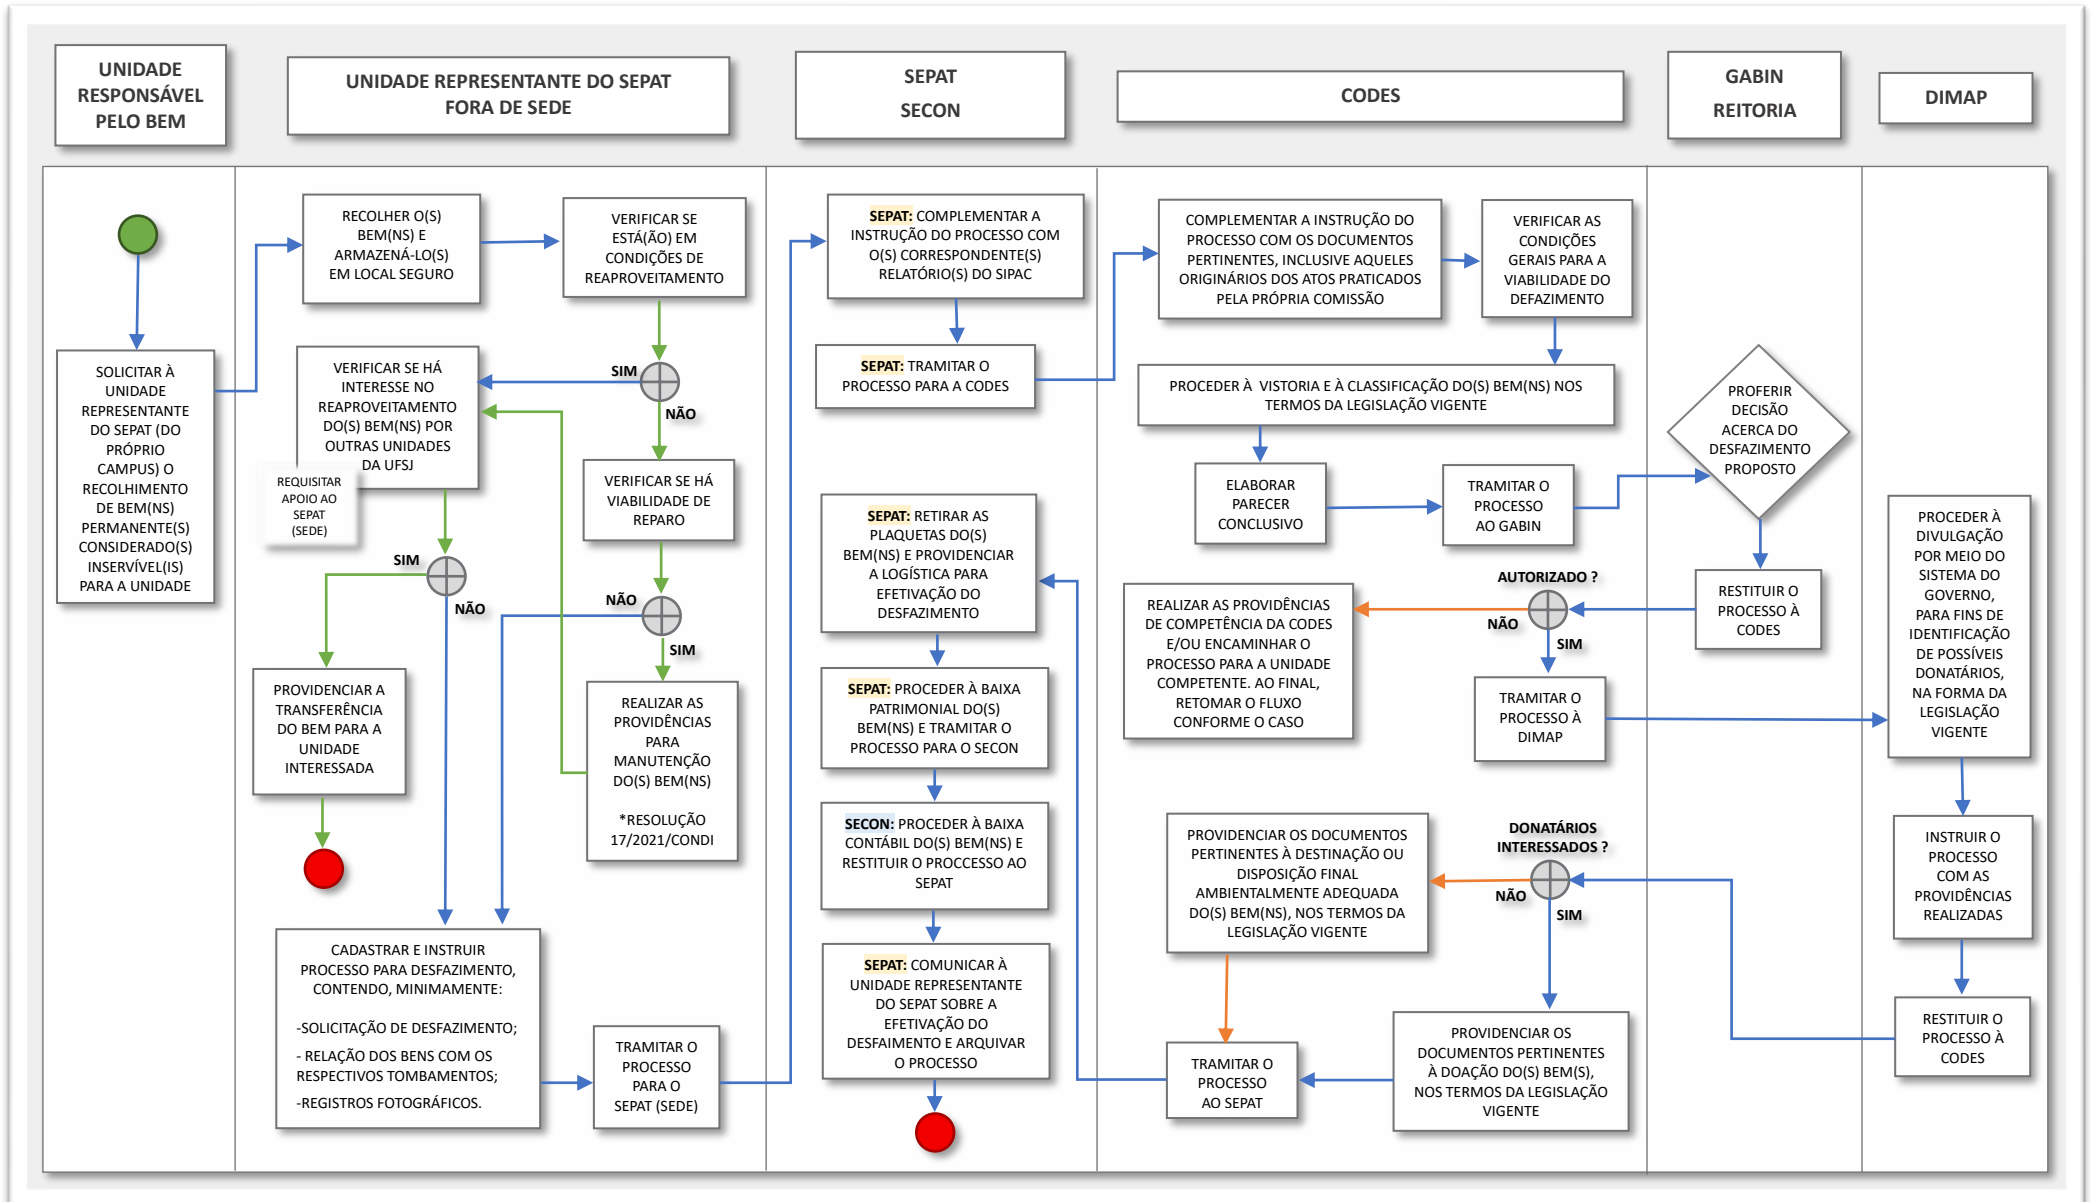 UNIDADE
RESPONSÁVEL
PELO BEM
UNIDADE REPRESENTANTE DO SEPAT
FORA DE SEDE
SEPAT
SECON
CODES
GABIN
REITORIA
DIMAP
SOLICITAR À
UNIDADE
REPRESENTANTE
DO SEPAT (DO
PRÓPRIO
CAMPUS) O
RECOLHIMENTO
DE BEM(NS)
PERMANENTE(S)
CONSIDERADO(S)
INSERVÍVEL(IS)
PARA A UNIDADE
RECOLHER O(S)
BEM(NS) E
ARMAZENÁ-LO(S)
EM LOCAL SEGURO
VERIFICAR SE
ESTÁ(ÃO) EM
CONDIÇÕES DE
REAPROVEITAMENTO
SIM
NÃO
VERIFICAR SE HÁ
INTERESSE NO
REAPROVEITAMENTO
DO(S) BEM(NS) POR
OUTRAS UNIDADES
DA UFSJ
REQUISITAR
APOIO AO
SEPAT
(SEDE)
VERIFICAR SE HÁ
VIABILIDADE DE
REPARO
SIM
NÃO
NÃO
SIM
PROVIDENCIAR A
TRANSFERÊNCIA
DO BEM PARA A
UNIDADE
INTERESSADA
REALIZAR AS
PROVIDÊNCIAS
PARA
MANUTENÇÃO
DO(S) BEM(NS)
*RESOLUÇÃO
17/2021/CONDI
CADASTRAR E INSTRUIR
PROCESSO PARA DESFAZIMENTO,
CONTENDO, MINIMAMENTE:
-SOLICITAÇÃO DE DESFAZIMENTO;
- RELAÇÃO DOS BENS COM OS
RESPECTIVOS TOMBAMENTOS;
-REGISTROS FOTOGRÁFICOS.
TRAMITAR O
PROCESSO
PARA O
SEPAT (SEDE)
SEPAT: COMPLEMENTAR A
INSTRUÇÃO DO PROCESSO COM
O(S) CORRESPONDENTE(S)
RELATÓRIO(S) DO SIPAC
SEPAT: TRAMITAR O
PROCESSO PARA A CODES
SEPAT: RETIRAR AS
PLAQUETAS DO(S)
BEM(NS) E PROVIDENCIAR
A LOGÍSTICA PARA
EFETIVAÇÃO DO
DESFAZIMENTO
SEPAT: PROCEDER À BAIXA
PATRIMONIAL DO(S)
BEM(NS) E TRAMITAR O
PROCESSO PARA O SECON
SECON: PROCEDER À BAIXA
CONTÁBIL DO(S) BEM(NS) E
RESTITUIR O PROCCESSO AO
SEPAT
SEPAT: COMUNICAR À
UNIDADE REPRESENTANTE
DO SEPAT SOBRE A
EFETIVAÇÃO DO
DESFAIMENTO E ARQUIVAR
O PROCESSO
COMPLEMENTAR A INSTRUÇÃO DO
PROCESSO COM OS DOCUMENTOS
PERTINENTES, INCLUSIVE AQUELES
ORIGINÁRIOS DOS ATOS PRATICADOS
PELA PRÓPRIA COMISSÃO
VERIFICAR AS
CONDIÇÕES
GERAIS PARA A
VIABILIDADE DO
DEFAZIMENTO
PROCEDER À VISTORIA E À CLASSIFICAÇÃO DO(S) BEM(NS) NOS
TERMOS DA LEGISLAÇÃO VIGENTE
ELABORAR
PARECER
CONCLUSIVO
TRAMITAR O
PROCESSO
AO GABIN
PROFERIR
DECISÃO
ACERCA DO
DESFAZIMENTO
PROPOSTO
RESTITUIR O
PROCESSO À
CODES
AUTORIZADO ?
NÃO
SIM
REALIZAR AS PROVIDÊNCIAS
DE COMPETÊNCIA DA CODES
E/OU ENCAMINHAR O
PROCESSO PARA A UNIDADE
COMPETENTE. AO FINAL,
RETOMAR O FLUXO
CONFORME O CASO
TRAMITAR O
PROCESSO À
DIMAP
PROCEDER À
DIVULGAÇÃO
POR MEIO DO
SISTEMA DO
GOVERNO,
PARA FINS DE
IDENTIFICAÇÃO
DE POSSÍVEIS
DONATÁRIOS,
NA FORMA DA
LEGISLAÇÃO
VIGENTE
INSTRUIR O
PROCESSO
COM AS
PROVIDÊNCIAS
REALIZADAS
RESTITUIR O
PROCESSO À
CODES
DONATÁRIOS
INTERESSADOS ?
NÃO
SIM
PROVIDENCIAR OS DOCUMENTOS
PERTINENTES À DESTINAÇÃO OU
DISPOSIÇÃO FINAL
AMBIENTALMENTE ADEQUADA
DO(S) BEM(NS), NOS TERMOS DA
LEGISLAÇÃO VIGENTE
PROVIDENCIAR OS
DOCUMENTOS PERTINENTES
À DOAÇÃO DO(S) BEM(S),
NOS TERMOS DA LEGISLAÇÃO
VIGENTE
TRAMITAR O
PROCESSO
AO SEPAT